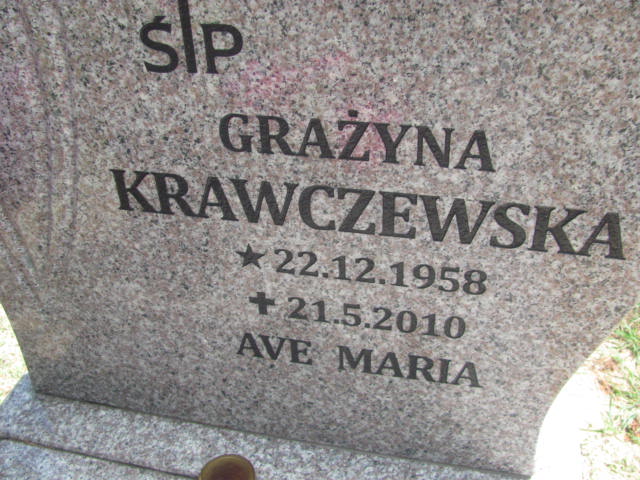 ŚP
GRAŻYNA
KRAWCZEWSKA
★ 22.12.1958
✝ 21.5.2010
AVE MARIA